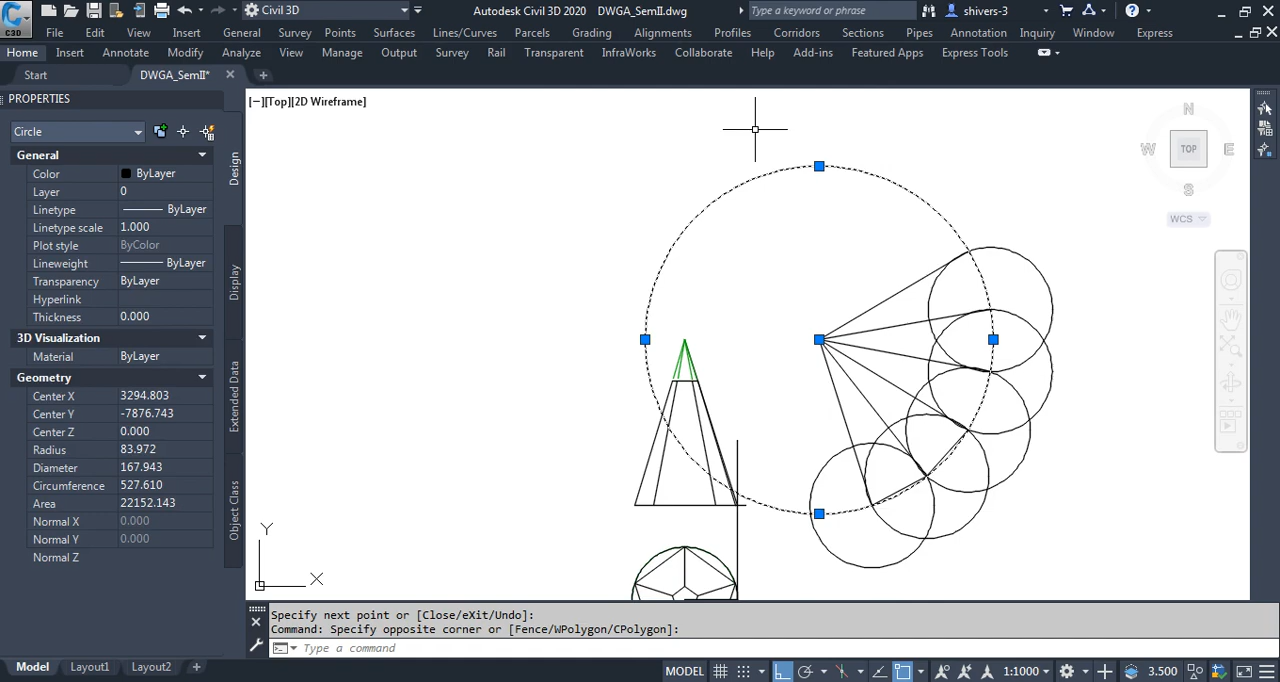 Civil 3D
Autodesk Civil 3D 2020 DWGA_SemII.dwg
Type a keyword or phrase
shivers-3
C3D
File Edit View Insert General Survey Points Surfaces Lines/Curves Parcels Grading Alignments Profiles Corridors Sections Pipes Annotation Inquiry Window Express
Home Insert Annotate Modify Analyze View Manage Output Survey Rail Transparent InfraWorks Collaborate Help Add-ins Featured Apps Express Tools
Start DWGA_SemII*
PROPERTIES
[−][Top][2D Wireframe]
Circle
General
Color ByLayer
Layer 0
Linetype ByLayer
Linetype scale 1.000
Plot style ByColor
Lineweight ByLayer
Transparency ByLayer
Hyperlink
Thickness 0.000
3D Visualization
Material ByLayer
Geometry
Center X 3294.803
Center Y -7876.743
Center Z 0.000
Radius 83.972
Diameter 167.943
Circumference 527.610
Area 22152.143
Normal X 0.000
Normal Y 0.000
Normal Z
Design
Display
Extended Data
Object Class
N
W TOP E
S
WCS
Y
X
Specify next point or [Close/eXit/Undo]:
Command: Specify opposite corner or [Fence/WPolygon/CPolygon]:
Type a command
Model Layout1 Layout2 +
MODEL 1:1000 3.500